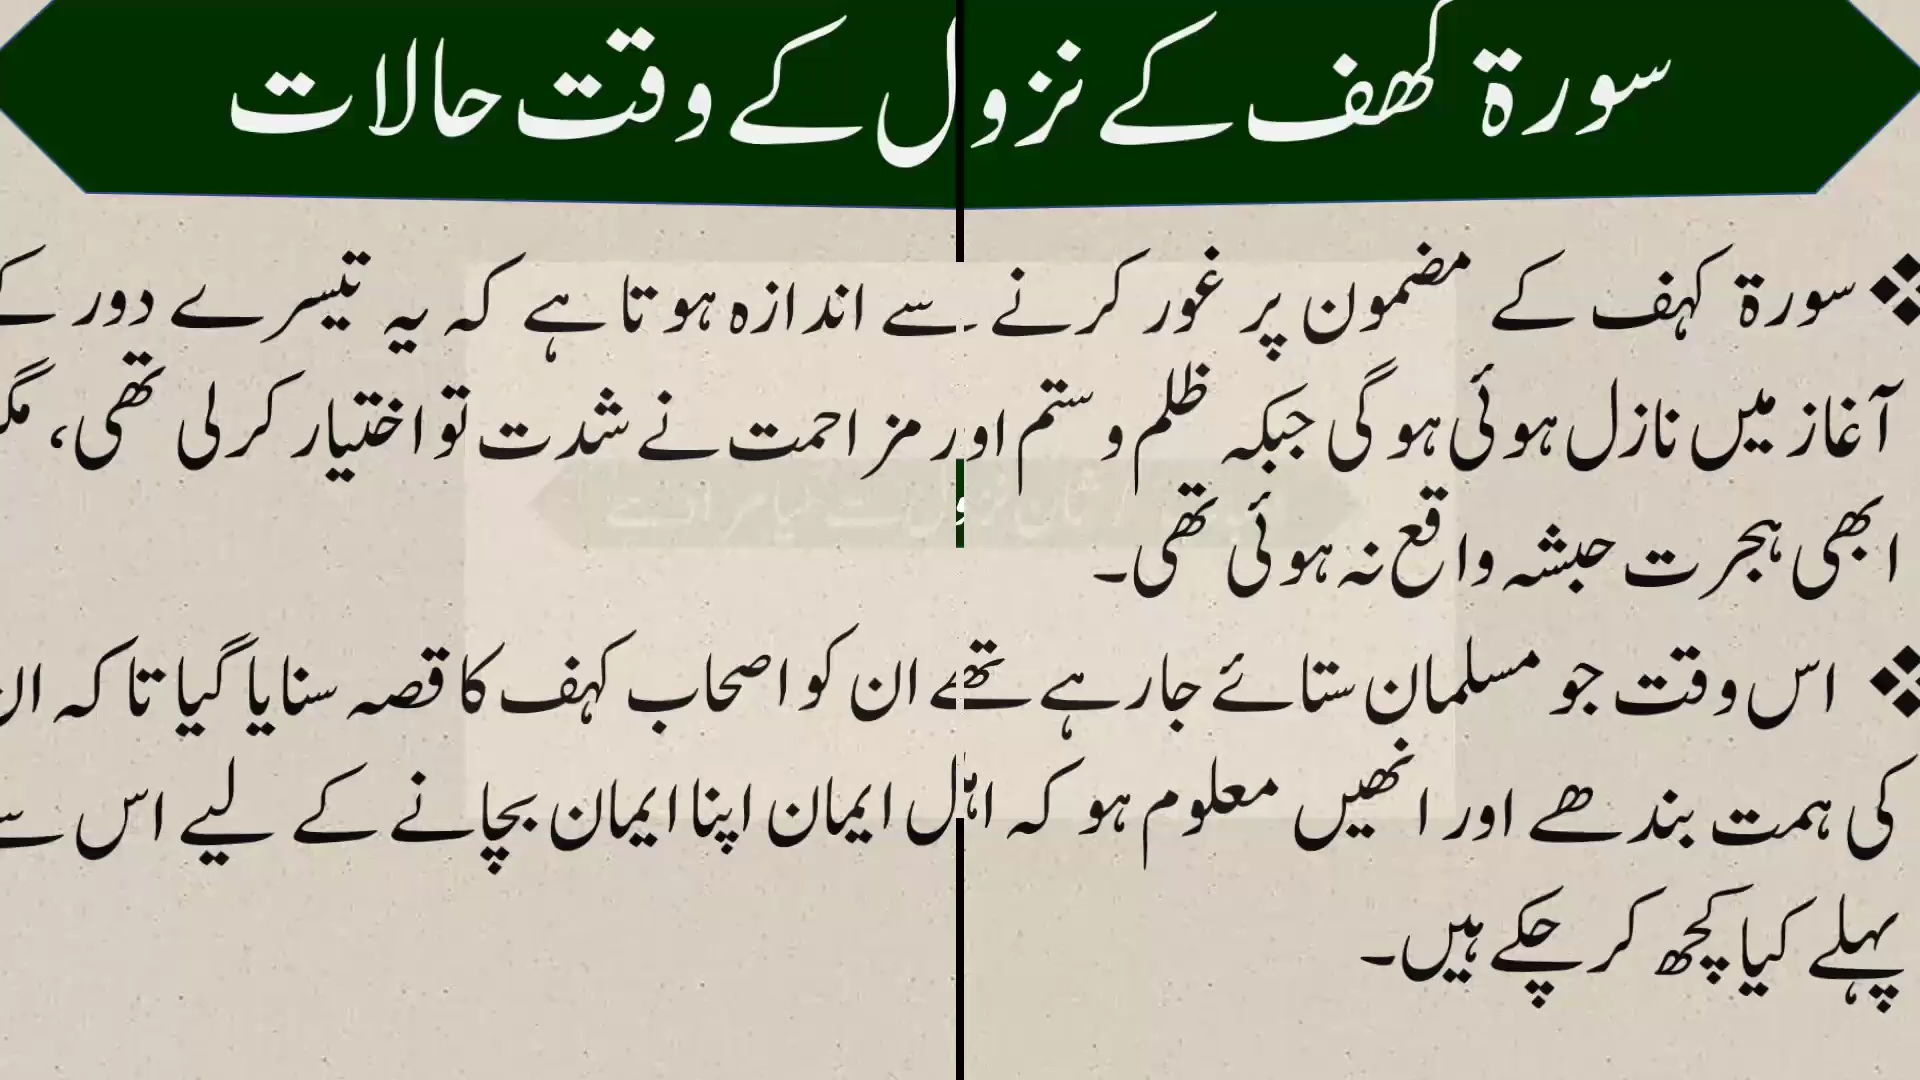 سورۃ کھف کے نزول کے وقت حالات
سورۃ کہف کے مضمون پر غور کرنے سے اندازہ ہوتا ہے کہ یہ تیسرے دور کے
آغاز میں نازل ہوئی ہوگی جبکہ ظلم و ستم اور مزاحمت نے شدت تو اختیار کرلی تھی، مگر
ابھی ہجرت حبشہ واقع نہ ہوئی تھی۔
اس وقت جو مسلمان ستائے جارہے تھے ان کو اصحاب کہف کا قصہ سنایا گیا تاکہ ان
کی ہمت بندھے اور انھیں معلوم ہو کہ اہل ایمان اپنا ایمان بچانے کے لیے اس سے
پہلے کیا کچھ کر چکے ہیں۔